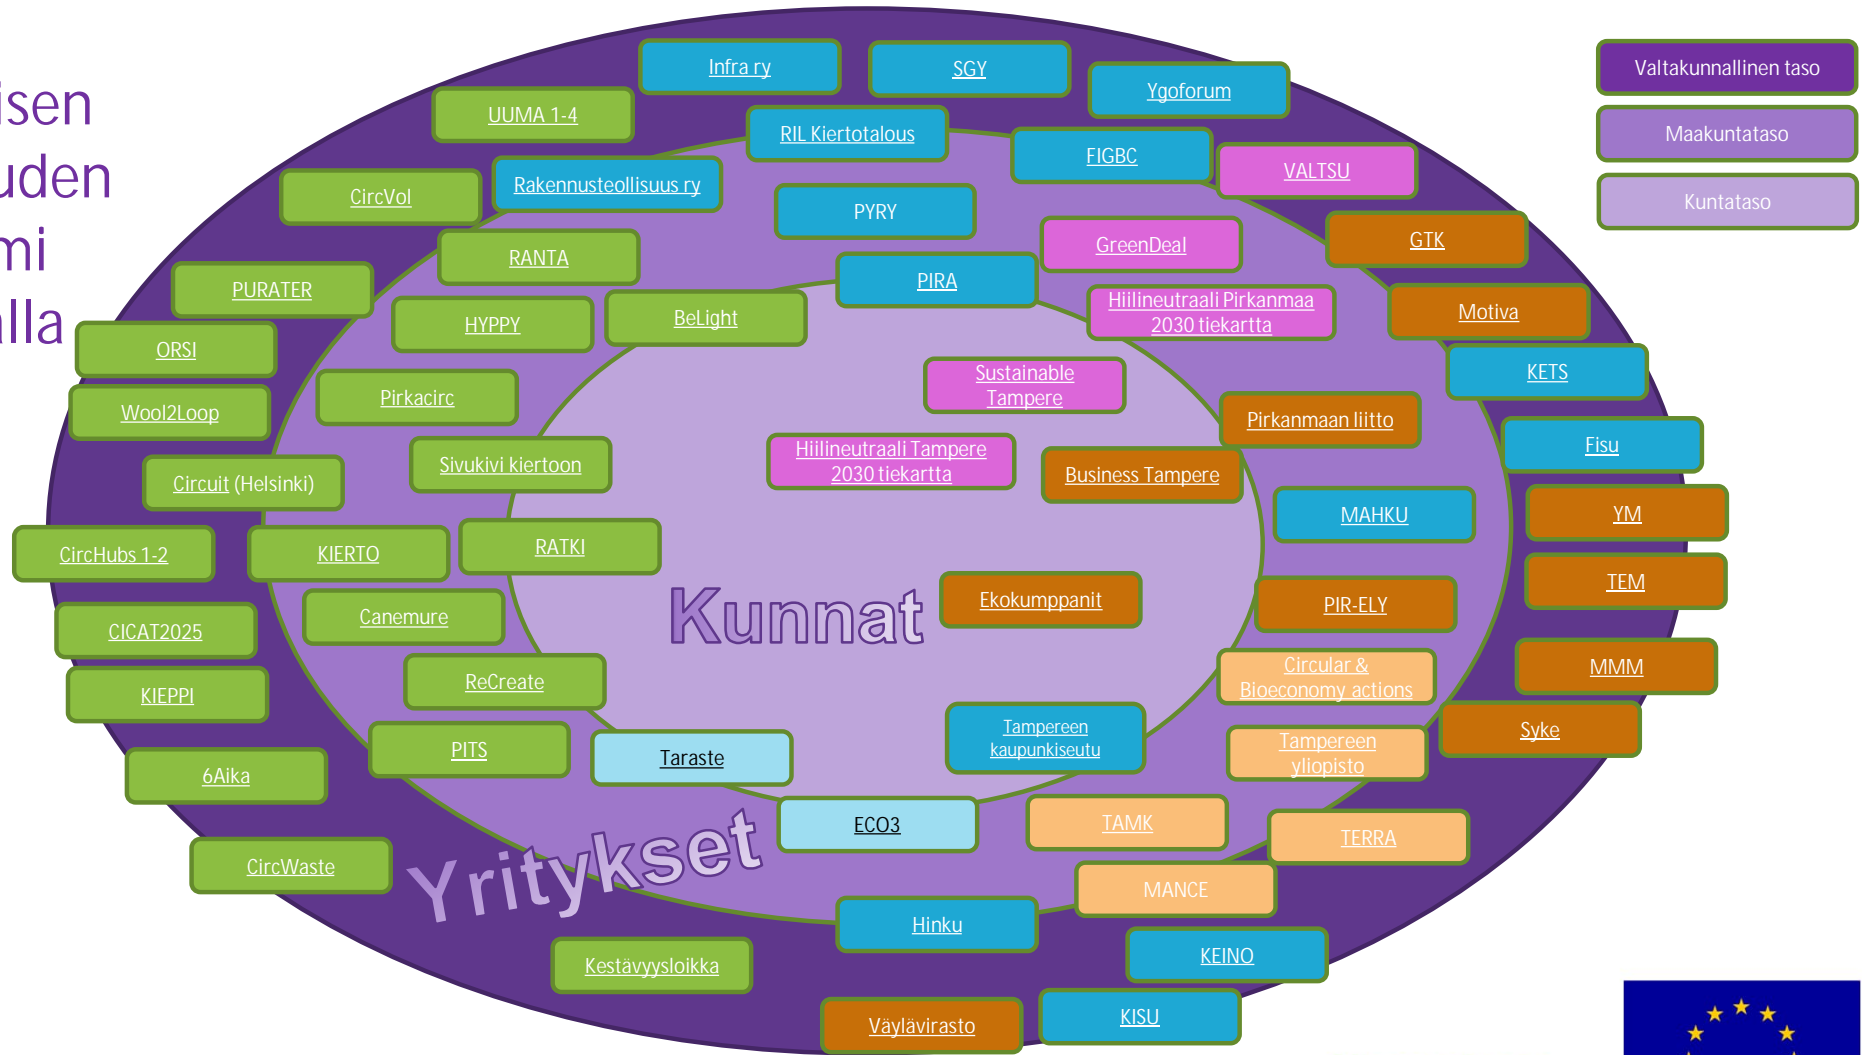 isen
uden
mi
alla
Infra ry
SGY
Ygoforum
UUMA 1-4
RIL Kiertotalous
FIGBC
VALTSU
CircVol
Rakennusteollisuus ry
PYRY
GreenDeal
GTK
RANTA
PURATER
PIRA
Hiilineutraali Pirkanmaa
2030 tiekartta
Motiva
HYPPY
BeLight
ORSI
KETS
Pirkacirc
Sustainable
Tampere
Wool2Loop
Pirkanmaan liitto
Fisu
Sivukivi kiertoon
Hiilineutraali Tampere
2030 tiekartta
Business Tampere
Circuit (Helsinki)
MAHKU
YM
CircHubs 1-2
KIERTO
RATKI
TEM
Kunnat
Ekokumppanit
PIR-ELY
CICAT2025
Canemure
MMM
Circular &
Bioeconomy actions
KIEPPI
ReCreate
Syke
PITS
Taraste
Tampereen
kaupunkiseutu
Tampereen
yliopisto
6Aika
ECO3
TAMK
TERRA
Yritykset
CircWaste
MANCE
Hinku
KEINO
Kestävyysloikka
Väylävirasto
KISU
Valtakunnallinen taso
Maakuntataso
Kuntataso